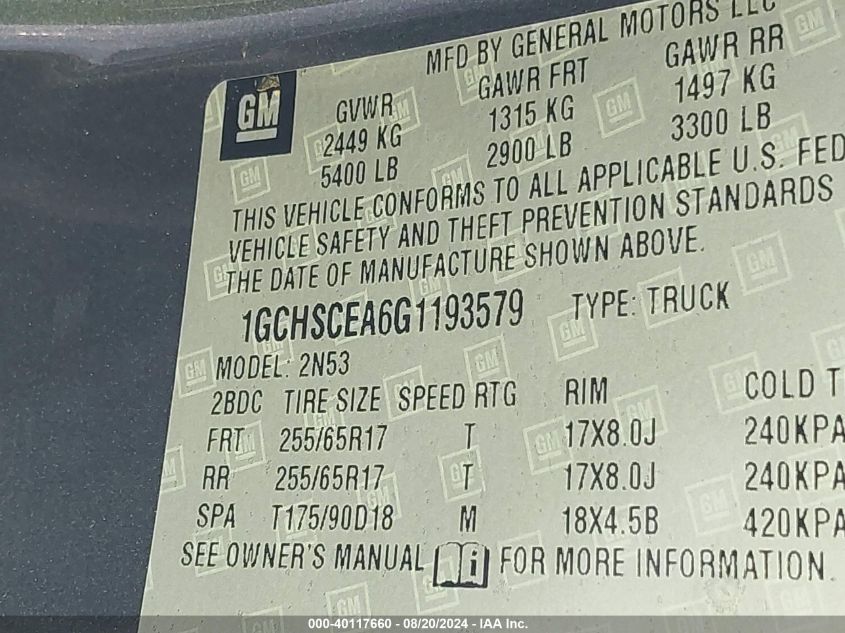 MFD BY GENERAL MOTORS LLC
GM GVWR GAWR FRT GAWR RR
2449 KG 1315 KG 1497 KG
5400 LB 2900 LB 3300 LB
THIS VEHICLE CONFORMS TO ALL APPLICABLE U.S. FED
VEHICLE SAFETY AND THEFT PREVENTION STANDARDS
THE DATE OF MANUFACTURE SHOWN ABOVE.
1GCHSCEA6G1193579 TYPE: TRUCK
MODEL: 2N53
2BDC TIRE SIZE SPEED RTG RIM COLD T
FRT 255/65R17 T 17X8.0J 240KPA
RR 255/65R17 T 17X8.0J 240KPA
SPA T175/90D18 M 18X4.5B 420KPA
SEE OWNER'S MANUAL i FOR MORE INFORMATION.
000-40117660 - 08/20/2024 - IAA Inc.